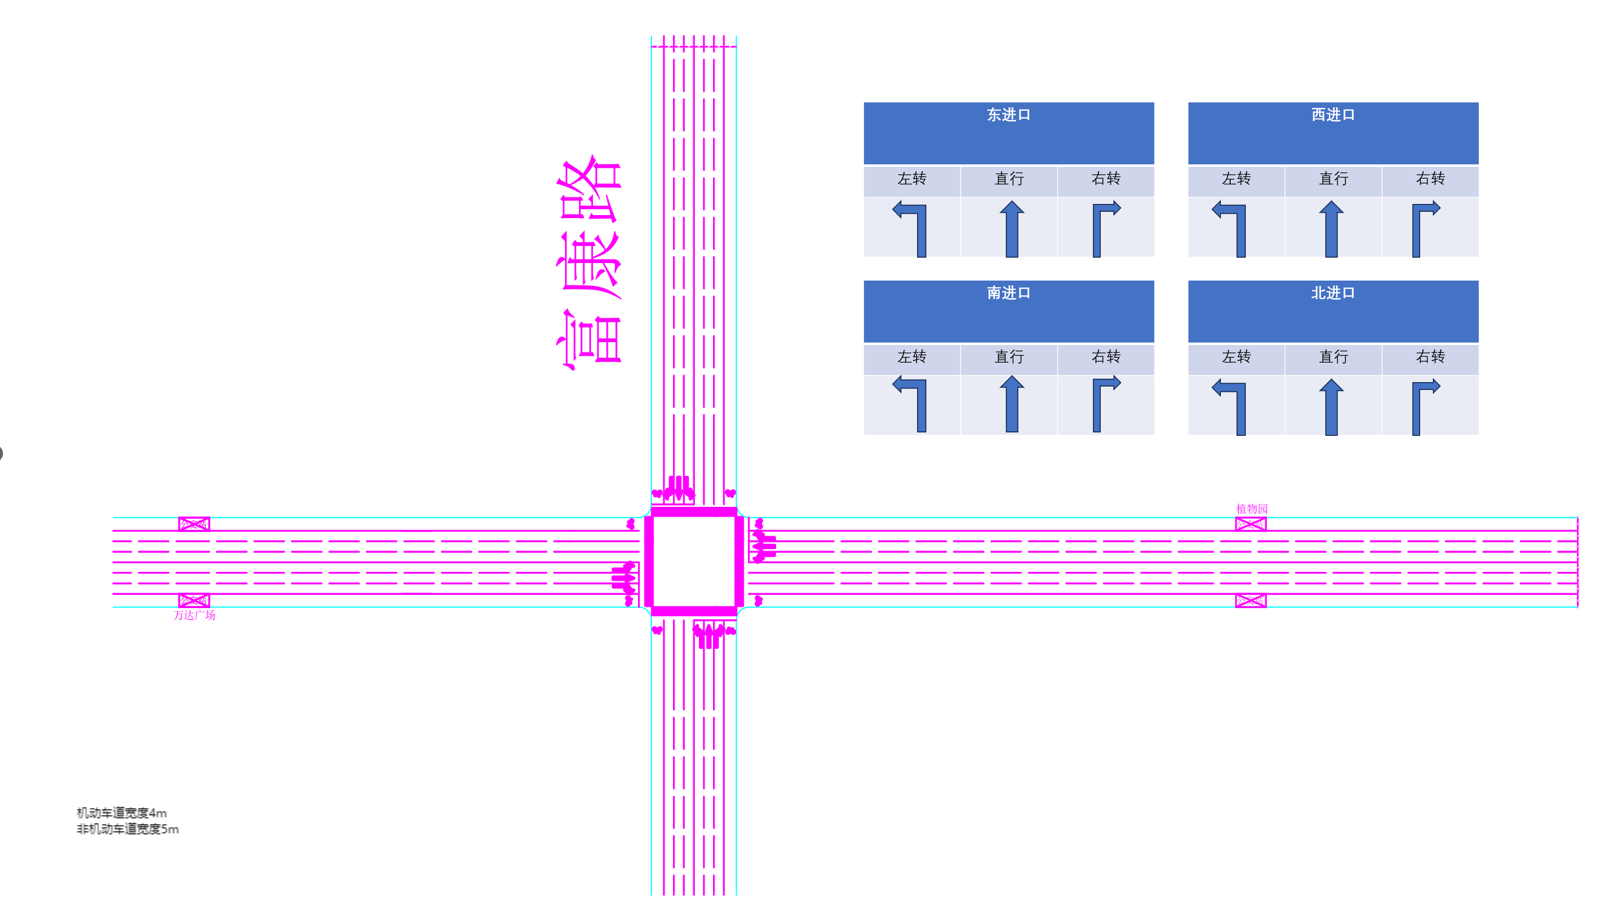 富康路
东进口
左转 直行 右转
西进口
左转 直行 右转
南进口
左转 直行 右转
北进口
左转 直行 右转
植物园
万达广场
机动车道宽度4m
非机动车道宽度5m